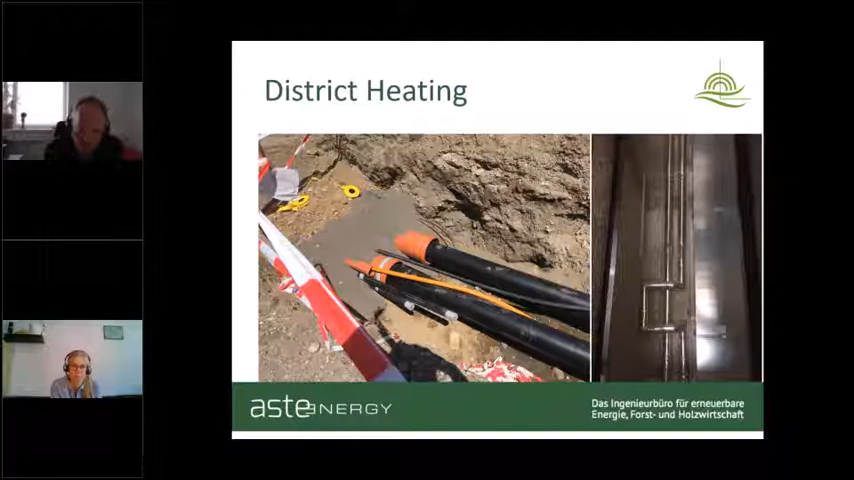 District Heating
aste ENERGY
Das Ingenieurbüro für erneuerbare
Energie, Forst- und Holzwirtschaft